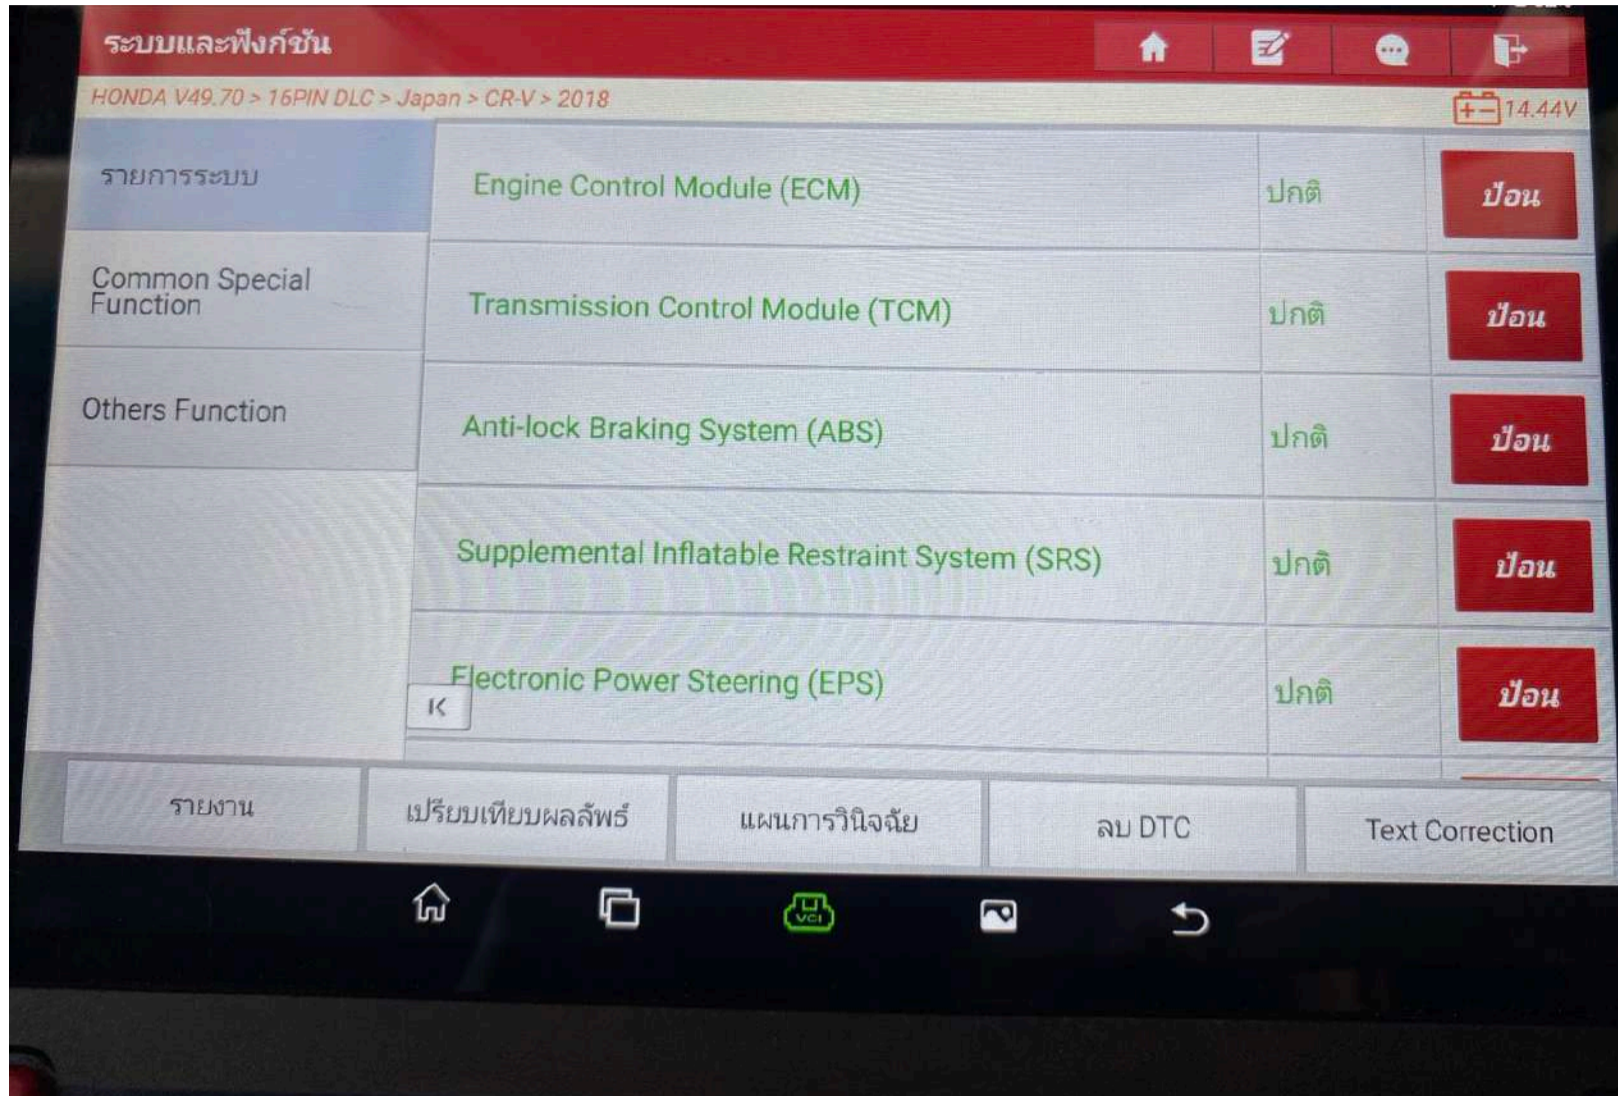 ระบบและฟังก์ชัน
HONDA V49.70 > 16PIN DLC > Japan > CR-V > 2018
14.44V
รายการระบบ
Common Special
Function
Others Function
Engine Control Module (ECM)
ปกติ
ป้อน
Transmission Control Module (TCM)
ปกติ
ป้อน
Anti-lock Braking System (ABS)
ปกติ
ป้อน
Supplemental Inflatable Restraint System (SRS)
ปกติ
ป้อน
Electronic Power Steering (EPS)
ปกติ
ป้อน
รายงาน
เปรียบเทียบผลลัพธ์
แผนการวินิจฉัย
ลบ DTC
Text Correction
VCI